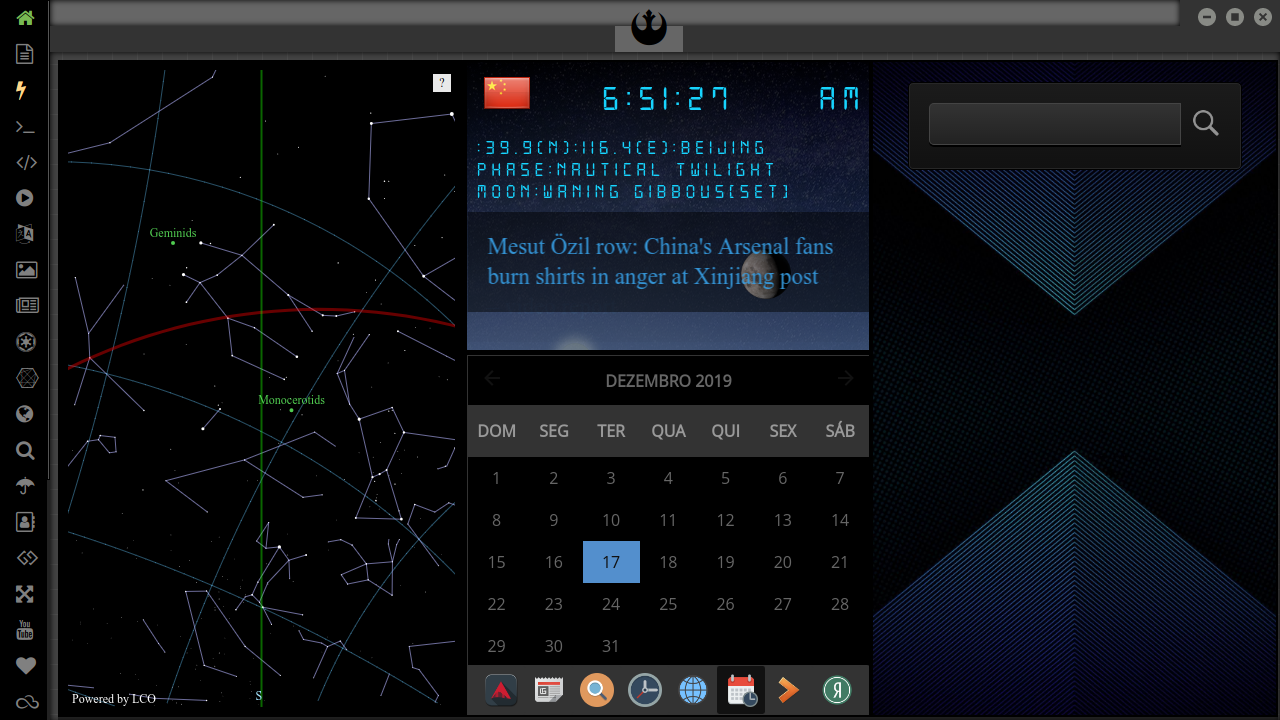 ?
Geminids
Monocerotids
Powered by LCO
S
6:51:27 AM
:39.9(N):116.4(E):BEIJING
PHASE:NAUTICAL TWILIGHT
MOON:WANING GIBBOUS(SET)
Mesut Özil row: China's Arsenal fans
burn shirts in anger at Xinjiang post
DEZEMBRO 2019
DOM SEG TER QUA QUI SEX SÁB
1 2 3 4 5 6 7
8 9 10 11 12 13 14
15 16 17 18 19 20 21
22 23 24 25 26 27 28
29 30 31
Я
You
Tube